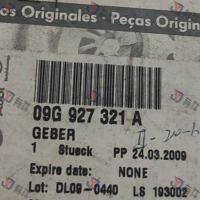 s Originales - Peças Origin
09G 927 321 A
GEBER
1 Stueck PP 24.03.2009
Expire date: NONE
Lot: DL09-0440 LS 193002